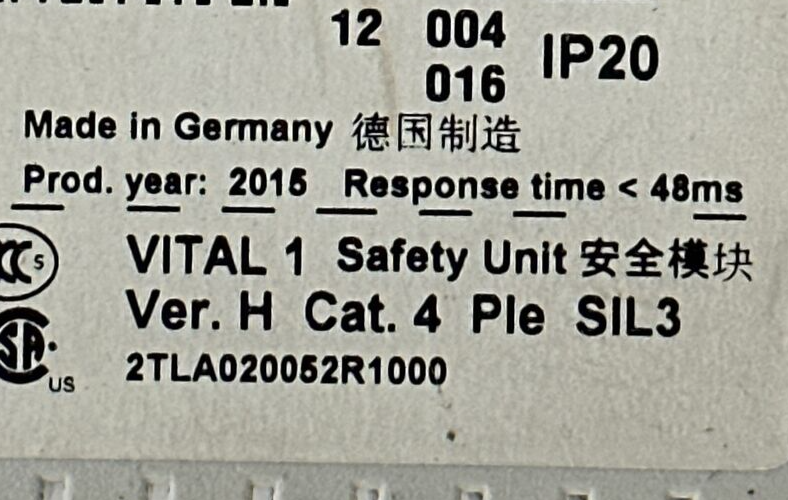 12 004 IP20
016
Made in Germany 德国制造
Prod. year: 2015 Response time < 48ms
VITAL 1 Safety Unit 安全模块
Ver. H Cat. 4 Ple SIL3
2TLA020052R1000
US